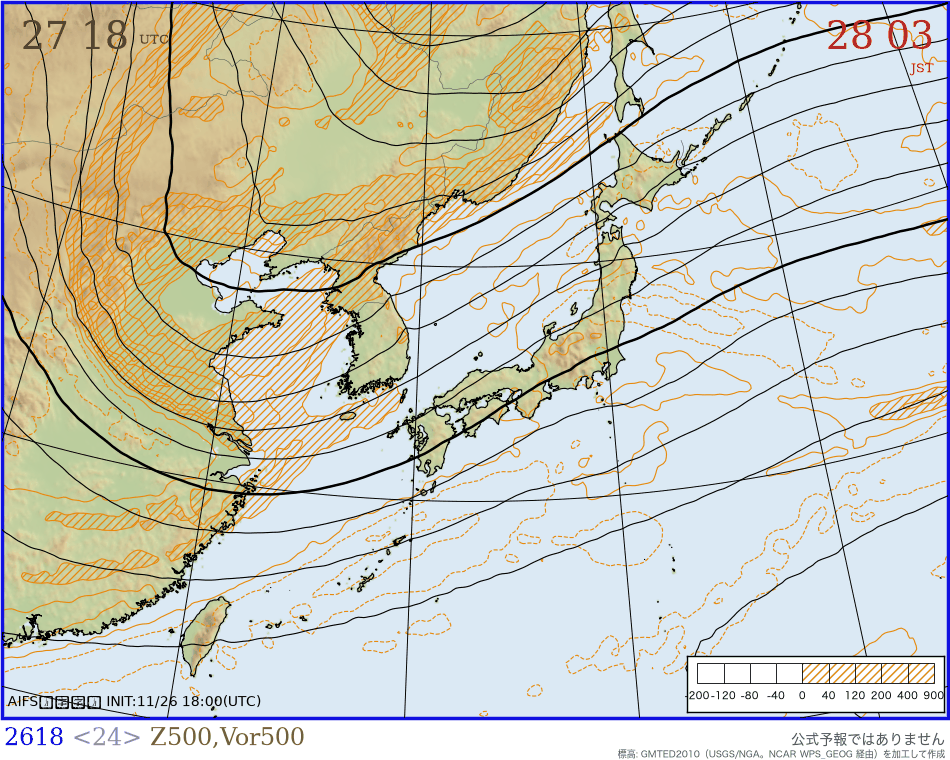 27 18 UTC
28 03
JST
-200 -120 -80 -40 0 40 120 200 400 900
AIFS INIT:11/26 18:00(UTC)
2618 <24> Z500,Vor500
公式予報ではありません
標高: GMTED2010（USGS/NGA。NCAR WPS_GEOG 経由）を加工して作成